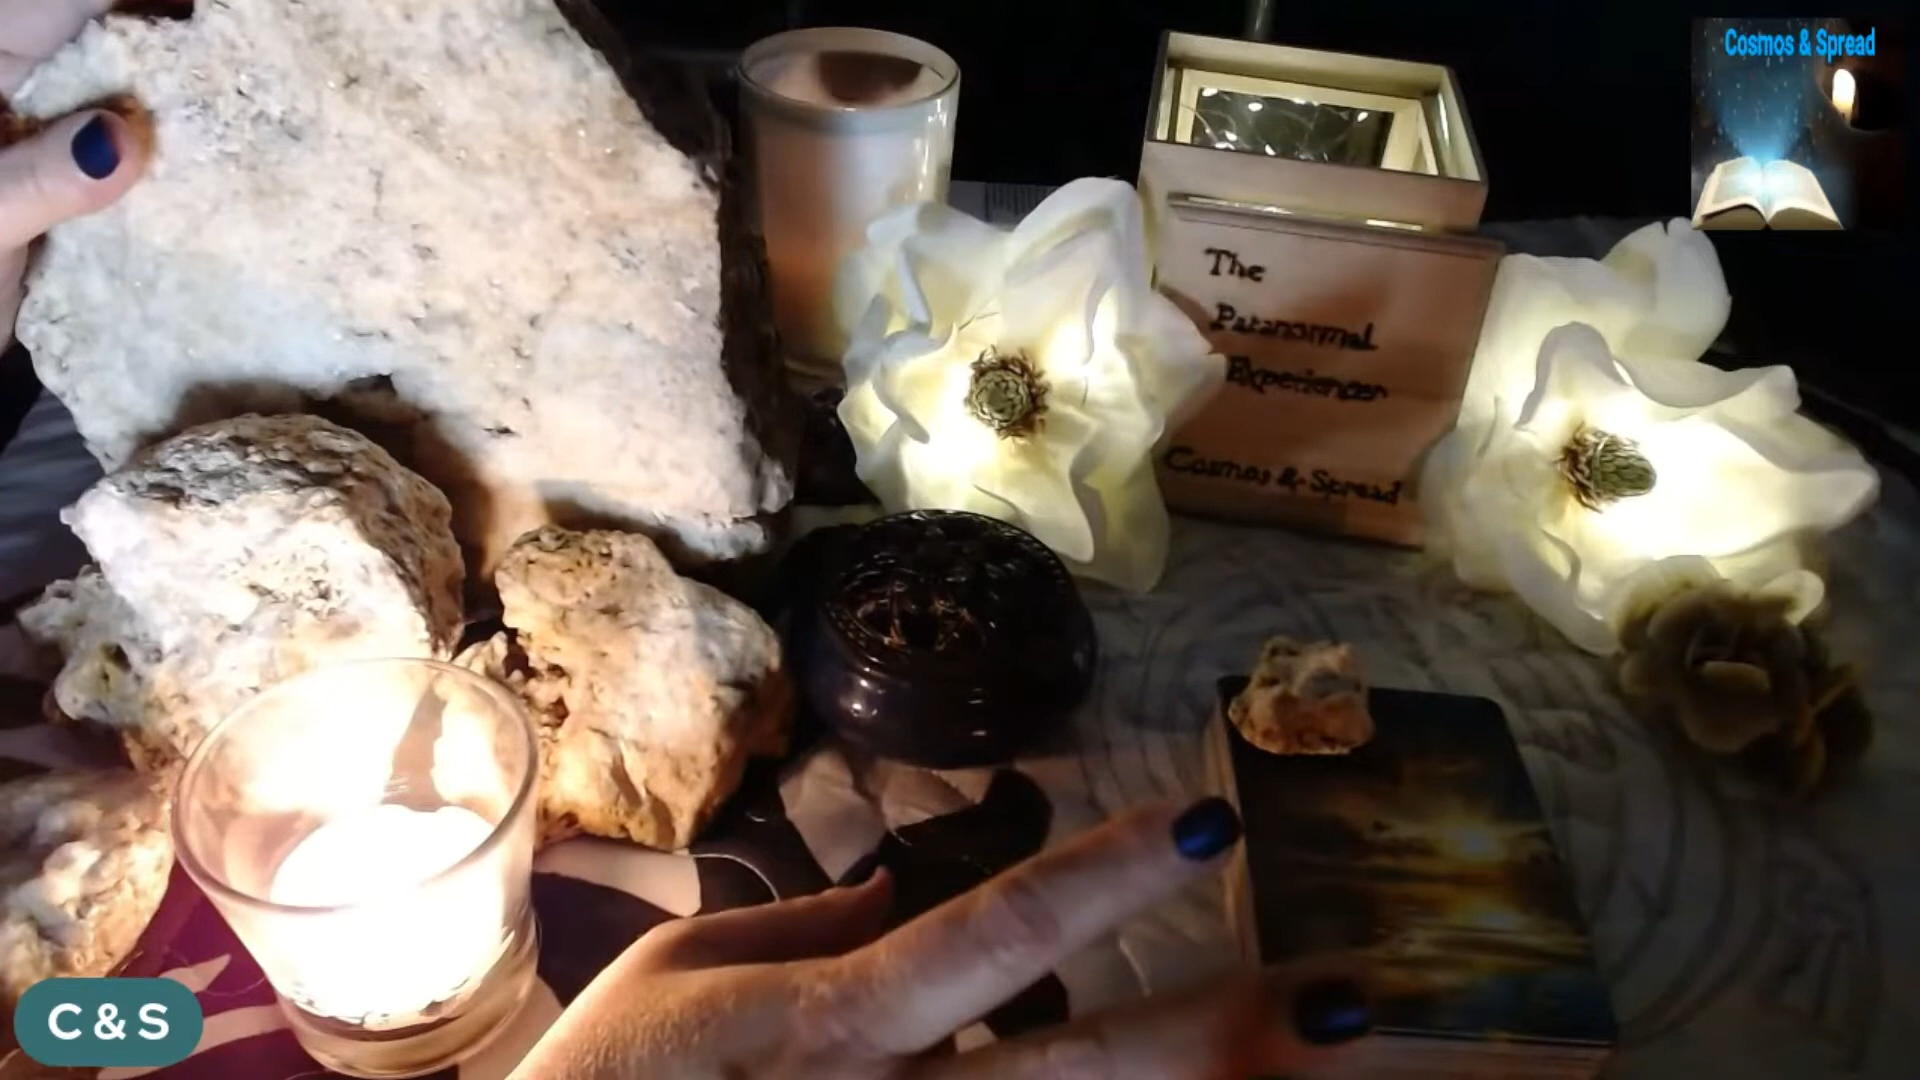 Cosmos & Spread
The
Paranormal
Experiencer
Cosmos & Spread
C & S